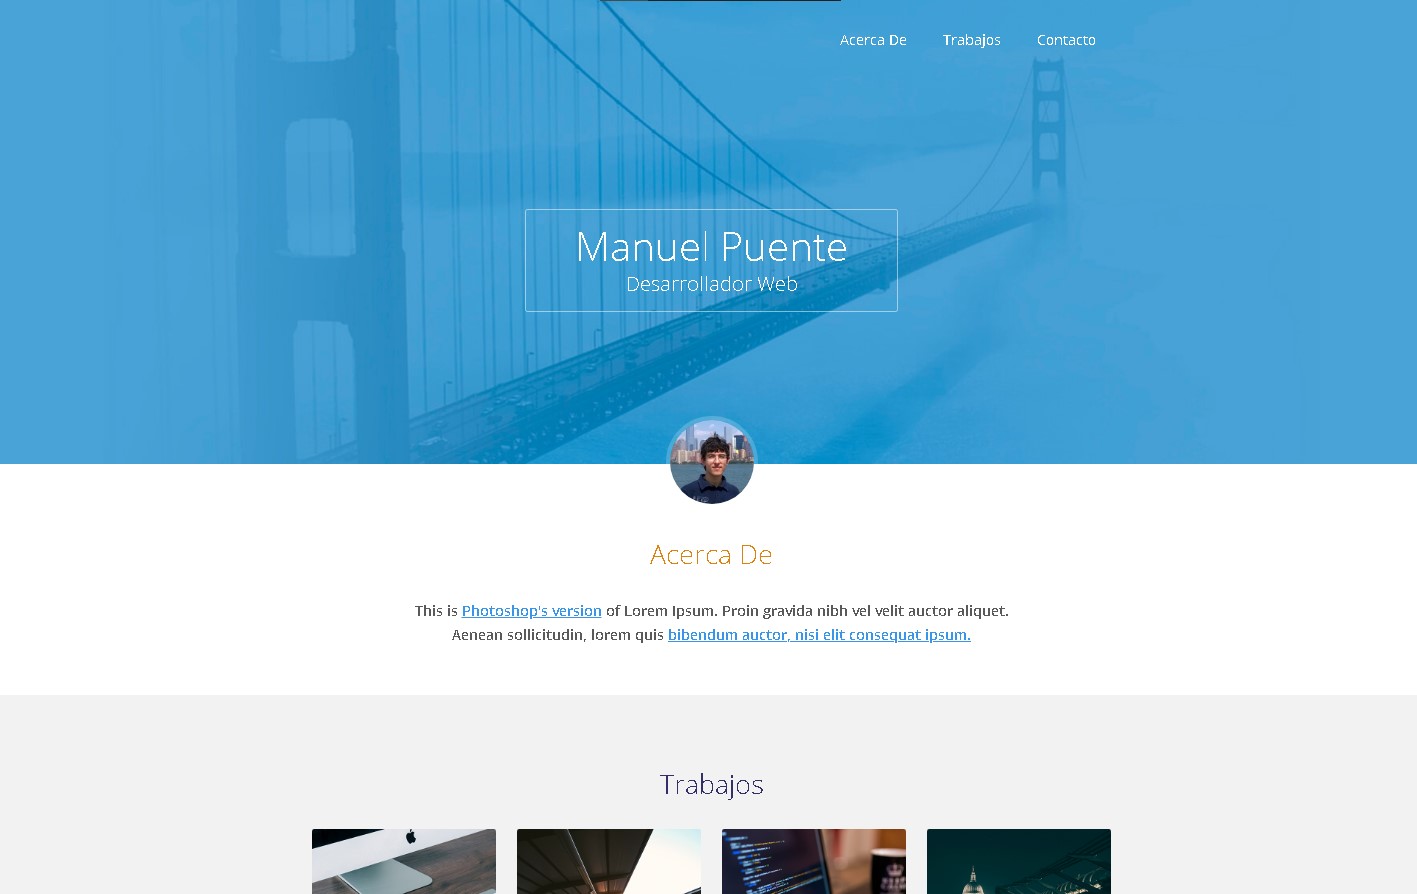 Acerca De Trabajos Contacto
Manuel Puente
Desarrollador Web
Acerca De
This is Photoshop's version of Lorem Ipsum. Proin gravida nibh vel velit auctor aliquet.
Aenean sollicitudin, lorem quis bibendum auctor, nisi elit consequat ipsum.
Trabajos